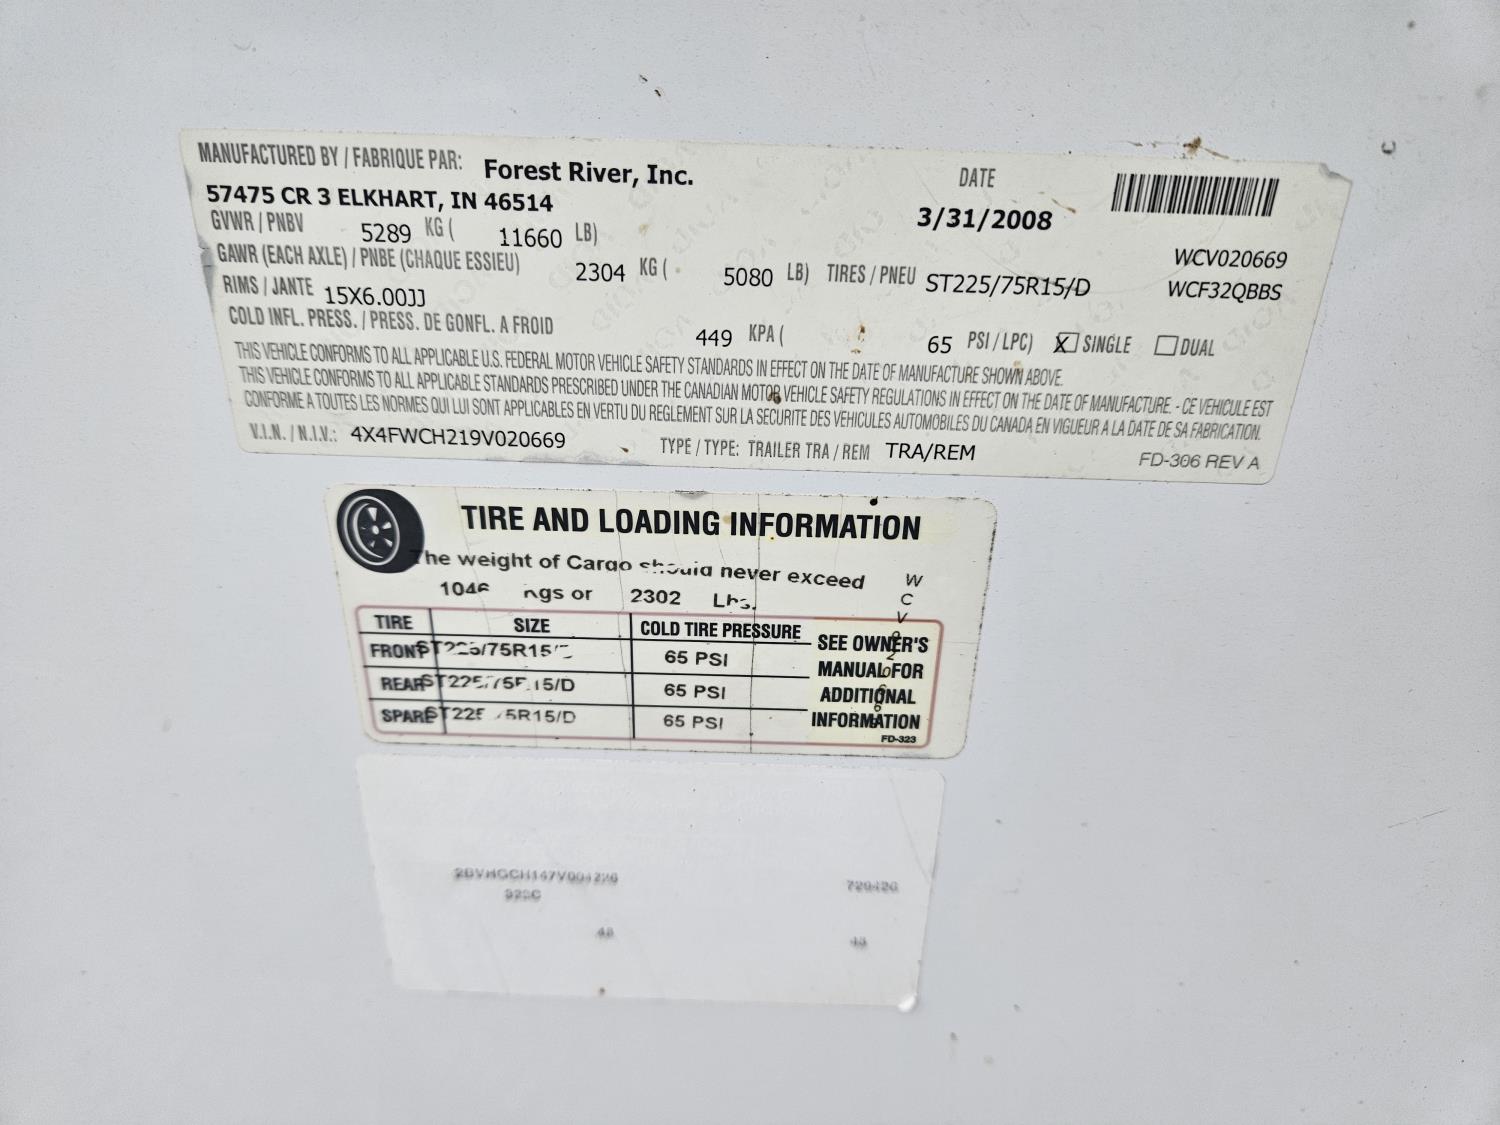 MANUFACTURED BY / FABRIQUE PAR: Forest River, Inc. DATE
57475 CR 3 ELKHART, IN 46514 3/31/2008
GVWR / PNBV 5289 KG ( 11660 LB) WCV020669
GAWR (EACH AXLE) / PNBE (CHAQUE ESSIEU) 2304 KG ( 5080 LB) TIRES / PNEU ST225/75R15/D WCF32QBBS
RIMS / JANTE 15X6.00JJ
COLD INFL. PRESS. / PRESS. DE GONFL. A FROID 449 KPA ( 65 PSI / LPC) X SINGLE DUAL
THIS VEHICLE CONFORMS TO ALL APPLICABLE U.S. FEDERAL MOTOR VEHICLE SAFETY STANDARDS IN EFFECT ON THE DATE OF MANUFACTURE SHOWN ABOVE.
THIS VEHICLE CONFORMS TO ALL APPLICABLE STANDARDS PRESCRIBED UNDER THE CANADIAN MOTOR VEHICLE SAFETY REGULATIONS IN EFFECT ON THE DATE OF MANUFACTURE. - CE VEHICULE EST
CONFORME A TOUTES LES NORMES QUI LUI SONT APPLICABLES EN VERTU DU REGLEMENT SUR LA SECURITE DES VEHICULES AUTOMOBILES DU CANADA EN VIGUEUR A LA DATE DE SA FABRICATION.
V.I.N. / N.I.V.: 4X4FWCH219V020669 TYPE / TYPE: TRAILER TRA / REM TRA/REM FD-306 REV A
TIRE AND LOADING INFORMATION
The weight of Cargo should never exceed
1046 kgs or 2302 Lbs.
TIRE SIZE COLD TIRE PRESSURE SEE OWNER'S
FRONT ST225/75R15/D 65 PSI MANUAL FOR
REAR ST225/75R15/D 65 PSI ADDITIONAL
SPARE ST225/75R15/D 65 PSI INFORMATION
FD-323